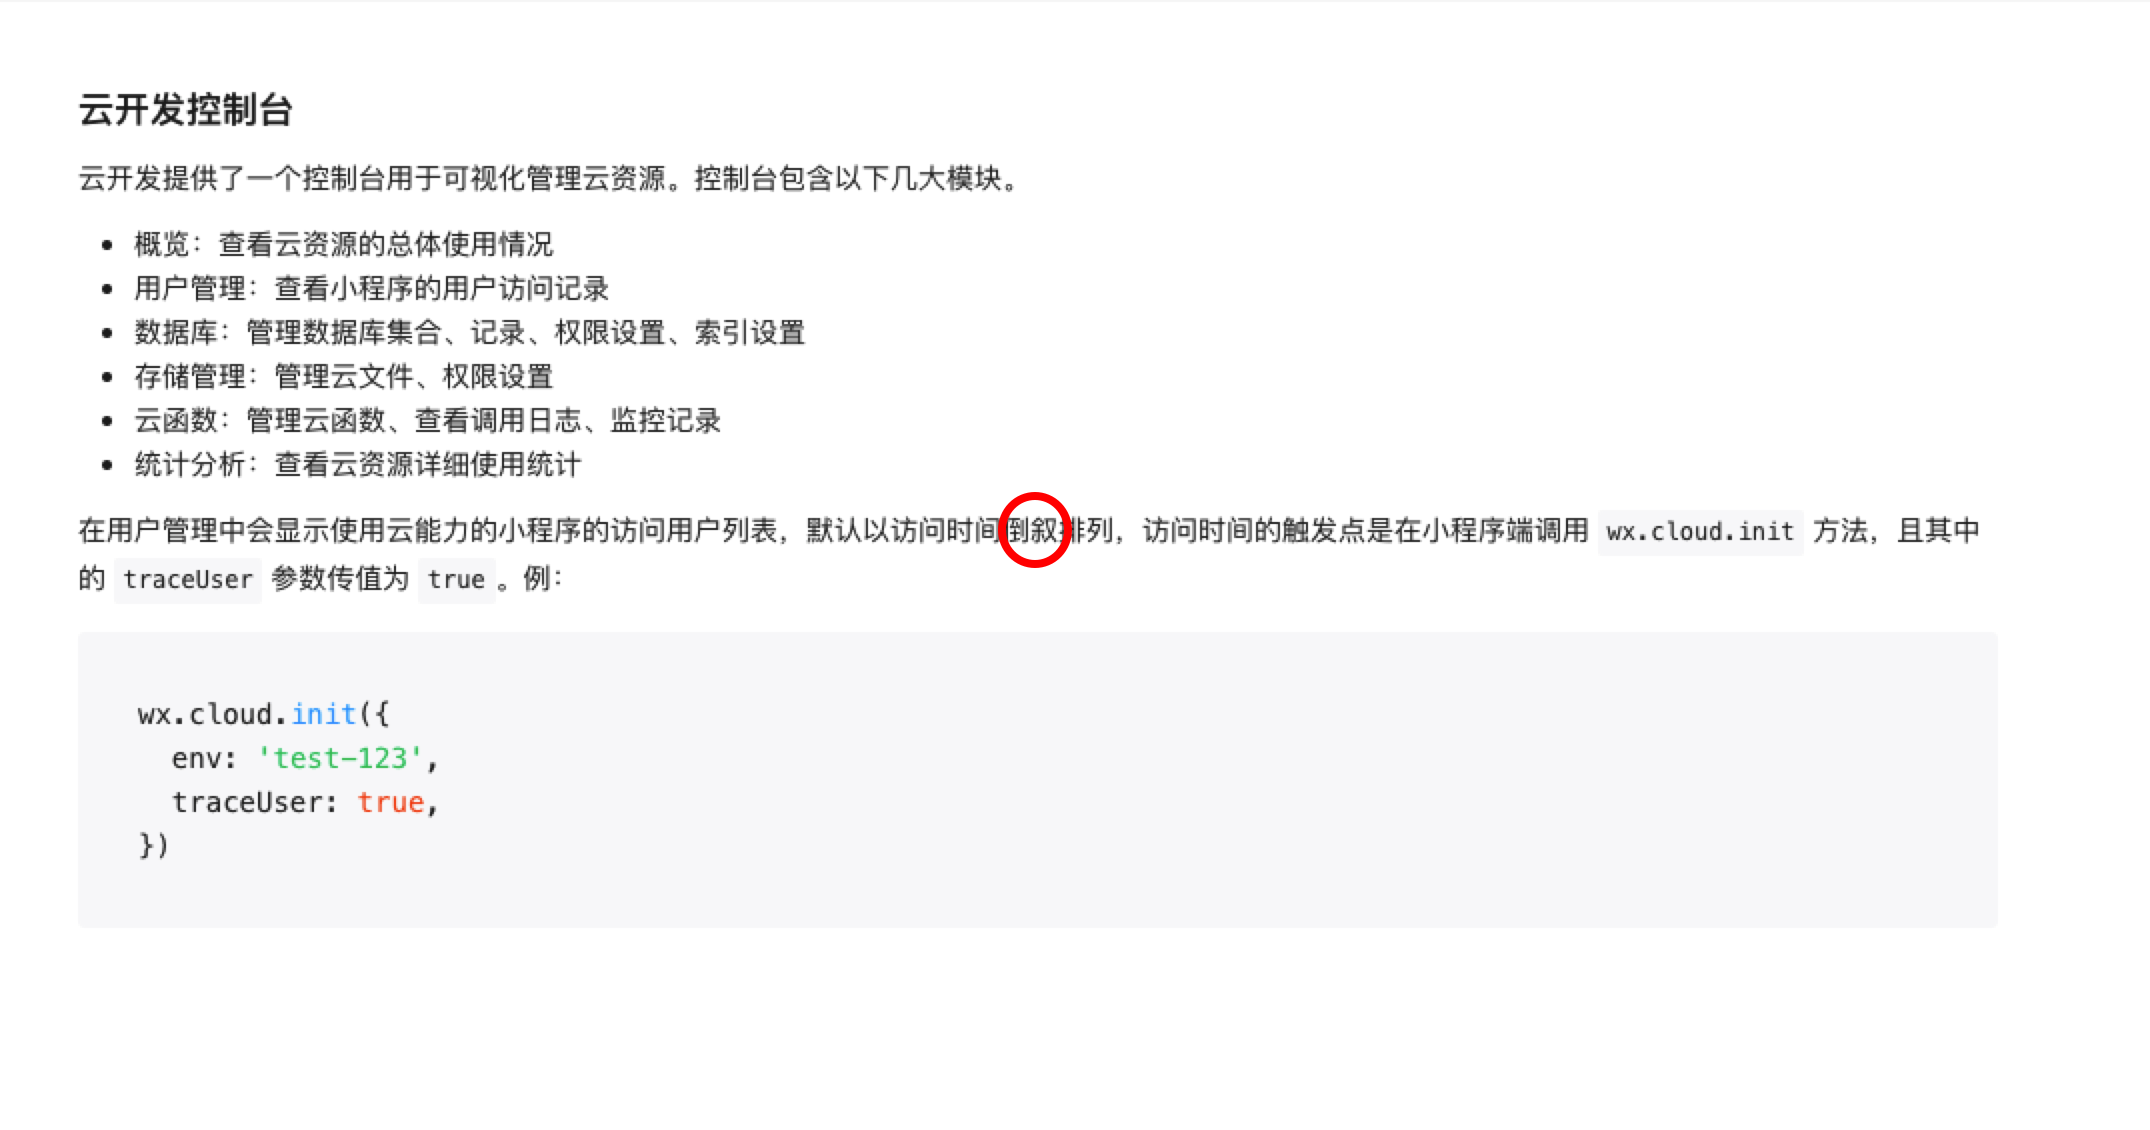 云开发控制台
云开发提供了一个控制台用于可视化管理云资源。控制台包含以下几大模块。
• 概览：查看云资源的总体使用情况
• 用户管理：查看小程序的用户访问记录
• 数据库：管理数据库集合、记录、权限设置、索引设置
• 存储管理：管理云文件、权限设置
• 云函数：管理云函数、查看调用日志、监控记录
• 统计分析：查看云资源详细使用统计
在用户管理中会显示使用云能力的小程序的访问用户列表，默认以访问时间倒叙排列，访问时间的触发点是在小程序端调用 wx.cloud.init 方法，且其中
的 traceUser 参数传值为 true 。例：
wx.cloud.init({
  env: 'test-123',
  traceUser: true,
})